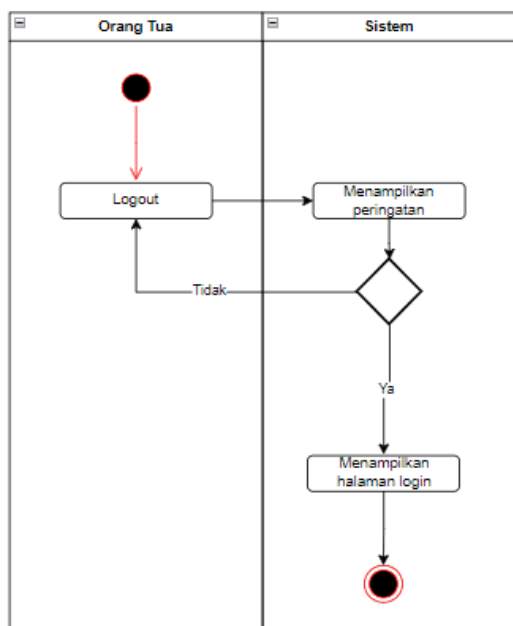 Orang Tua
Sistem
Logout
Menampilkan
peringatan
Tidak
Ya
Menampilkan
halaman login